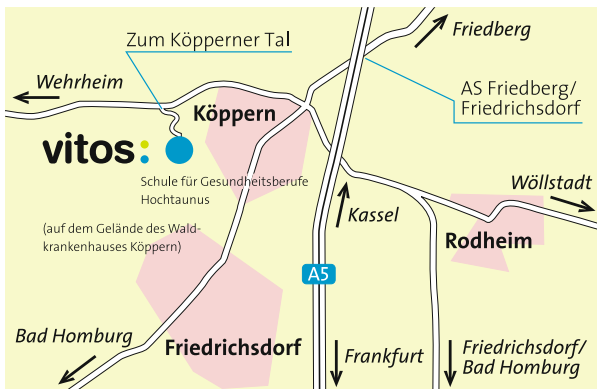 Zum Köpperner Tal
Friedberg
Wehrheim
AS Friedberg/
Friedrichsdorf
Köppern
vitos:
Schule für Gesundheitsberufe
Hochtaunus
(auf dem Gelände des Wald-
krankenhauses Köppern)
Kassel
Wöllstadt
Rodheim
A5
Bad Homburg
Friedrichsdorf
Frankfurt
Friedrichsdorf/
Bad Homburg